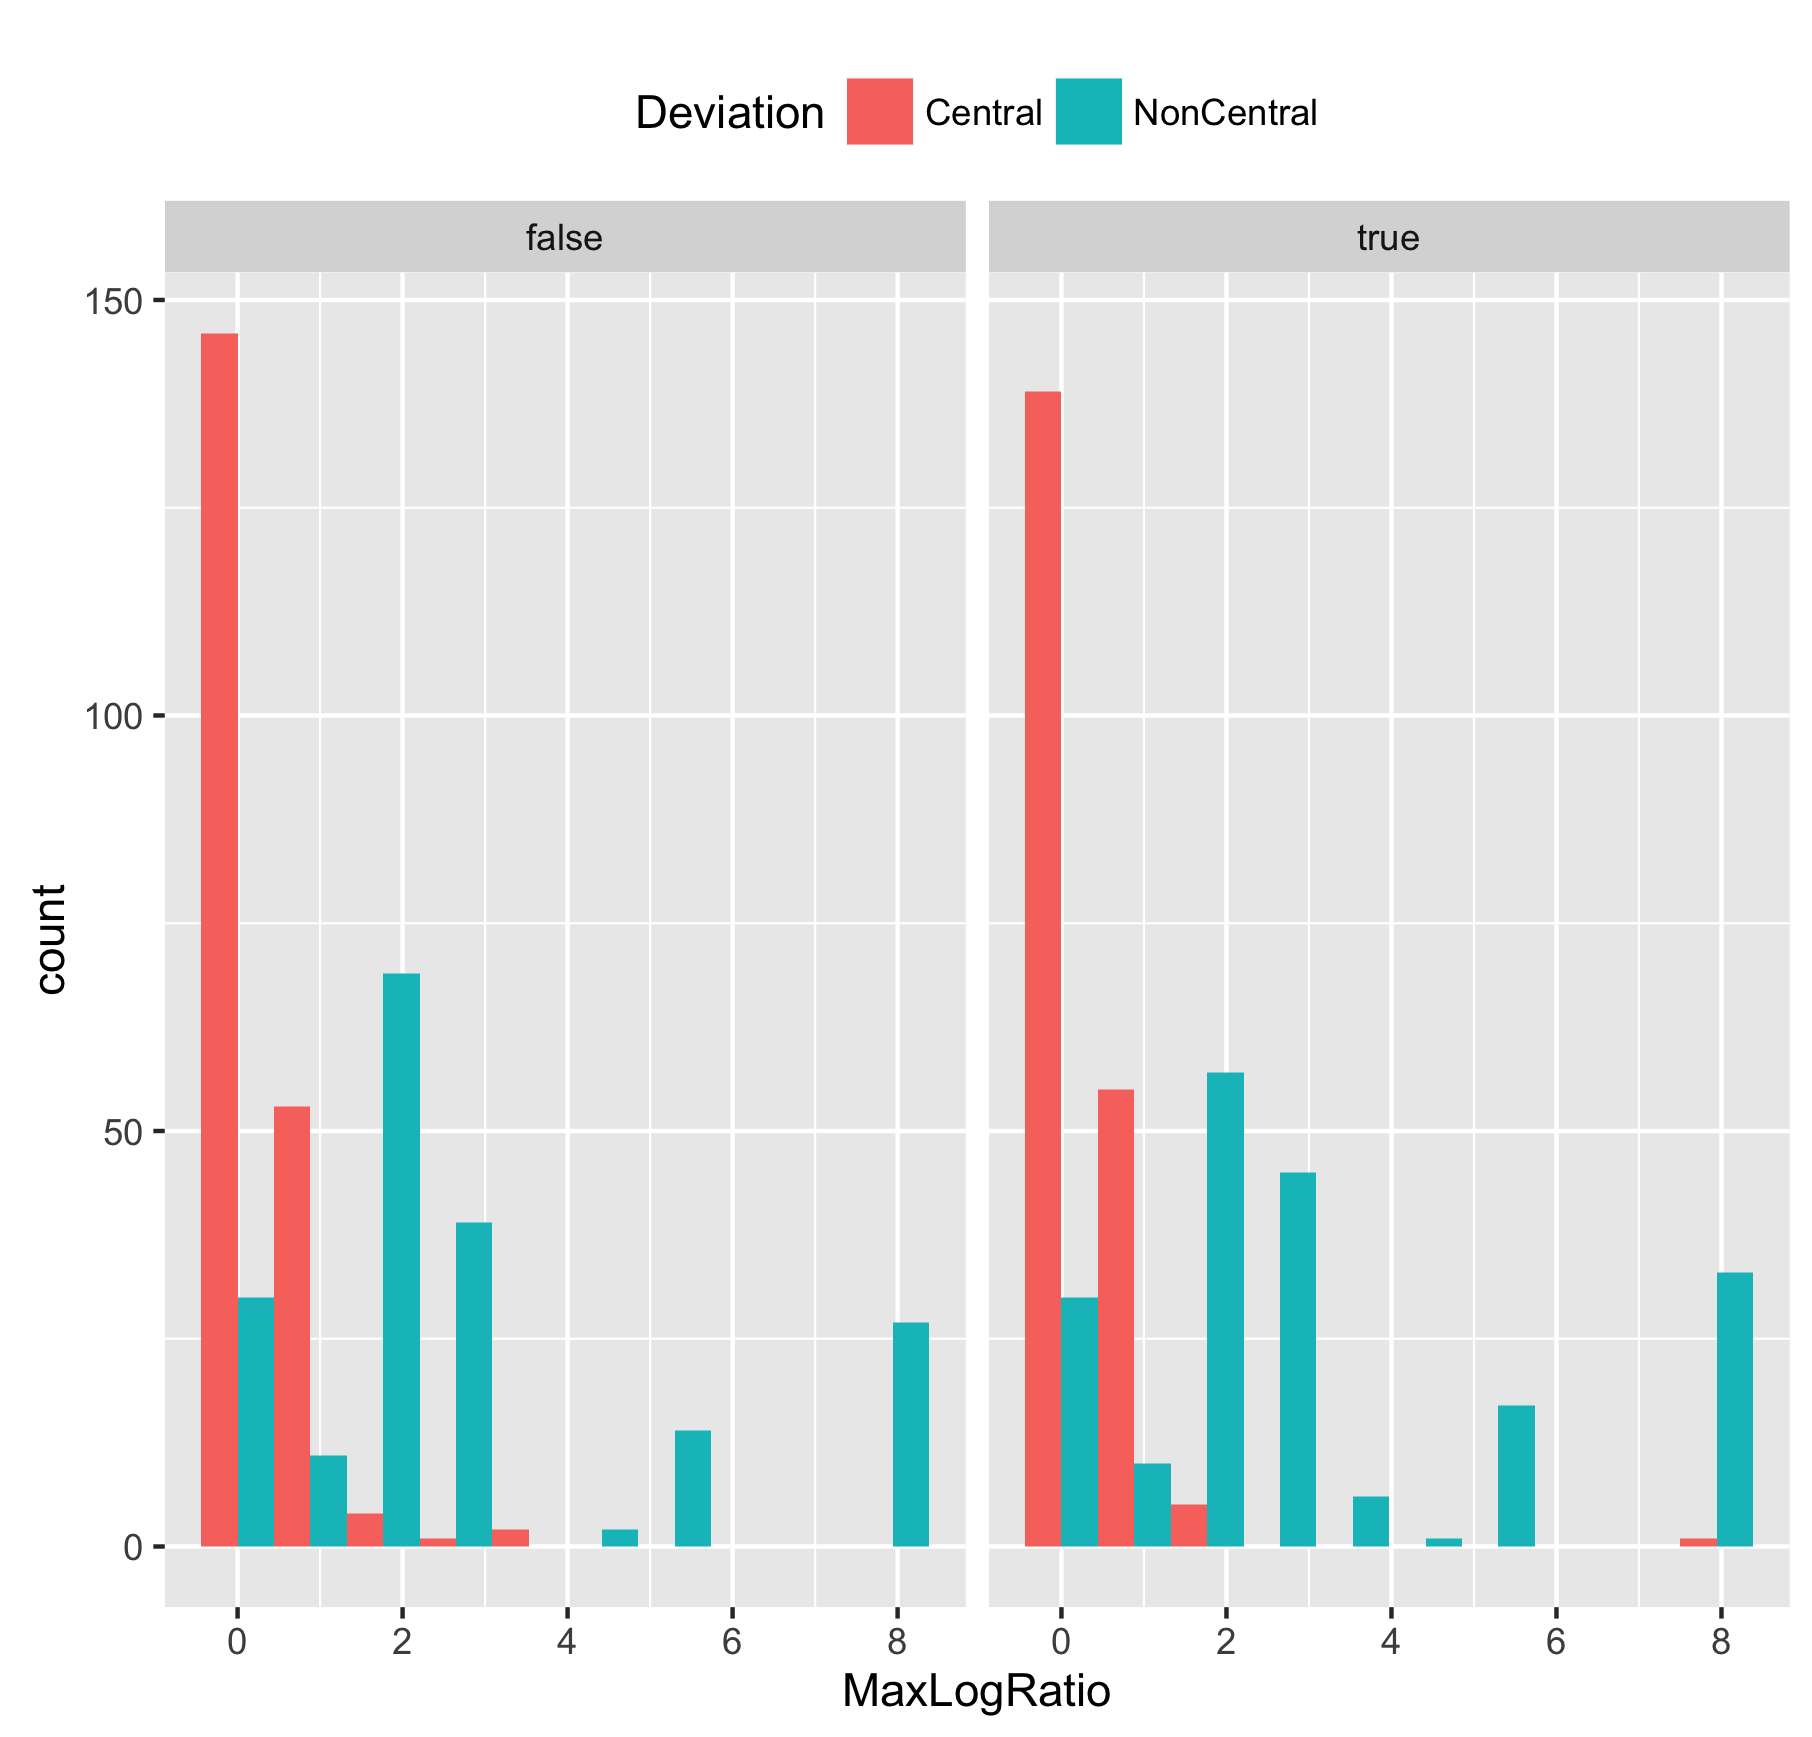 Deviation Central NonCentral
false true
150
100
50
0
count
0 2 4 6 8 0 2 4 6 8
MaxLogRatio